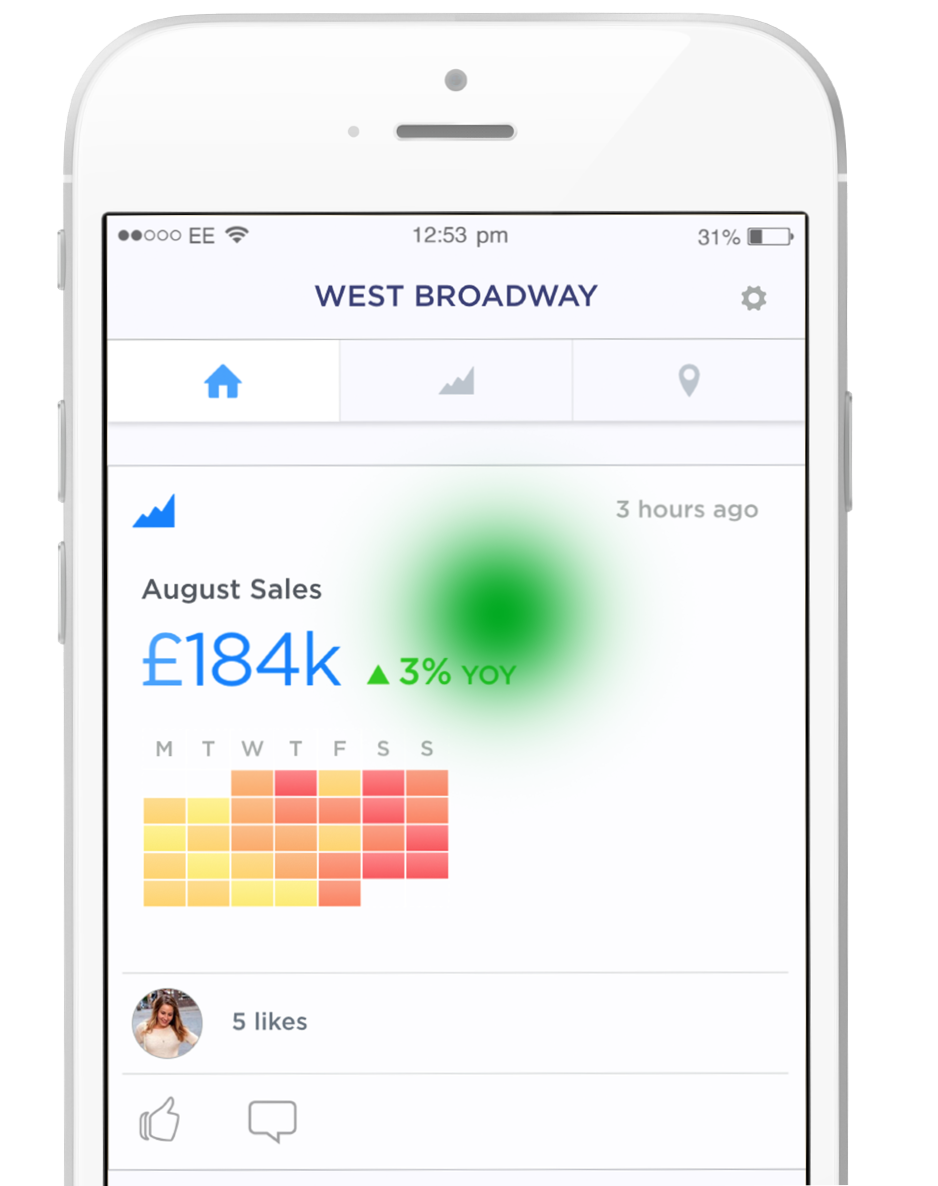 EE 12:53 pm 31%
WEST BROADWAY
3 hours ago
August Sales
£184k ▲ 3% YOY
M T W T F S S
5 likes